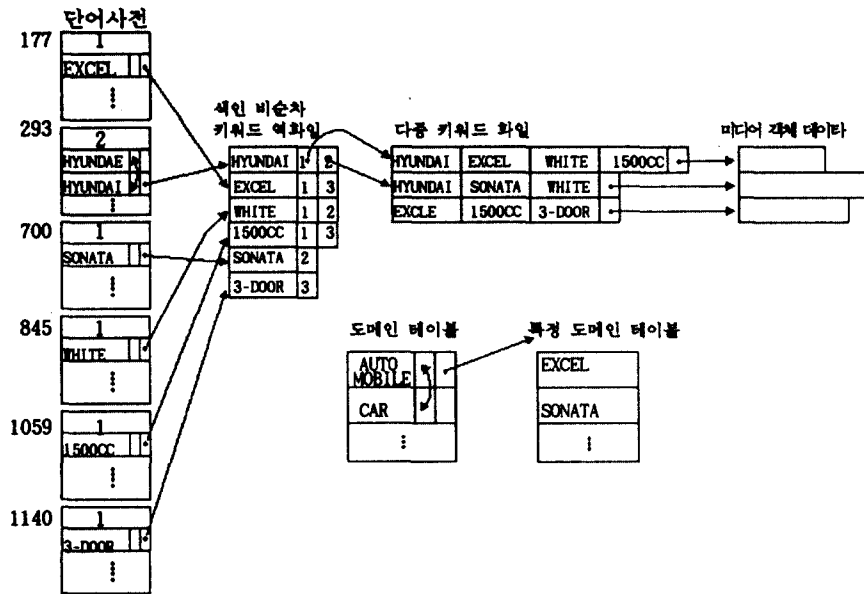 단어사전
177
1
EXCEL
293
2
HYUNDAE
HYUNDAI
700
1
SONATA
845
1
WHITE
1059
1
1500CC
1140
1
3-DOOR
색인 비순차
키워드 역화일
HYUNDAI 1 2
EXCEL 1 3
WHITE 1 2
1500CC 1 3
SONATA 2
3-DOOR 3
다중 키워드 화일
HYUNDAI EXCEL WHITE 1500CC
HYUNDAI SONATA WHITE
EXCLE 1500CC 3-DOOR
미디어 객체 데이타
도메인 테이블
AUTO
MOBILE
CAR
특정 도메인 테이블
EXCEL
SONATA